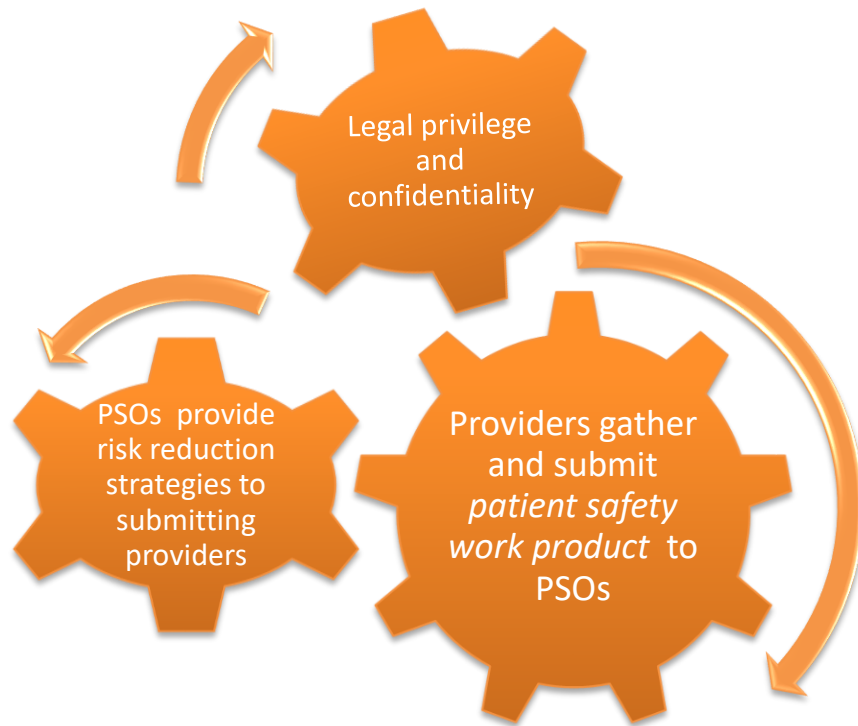 Legal privilege
and
confidentiality
PSOs provide
risk reduction
strategies to
submitting
providers
Providers gather
and submit
patient safety
work product to
PSOs